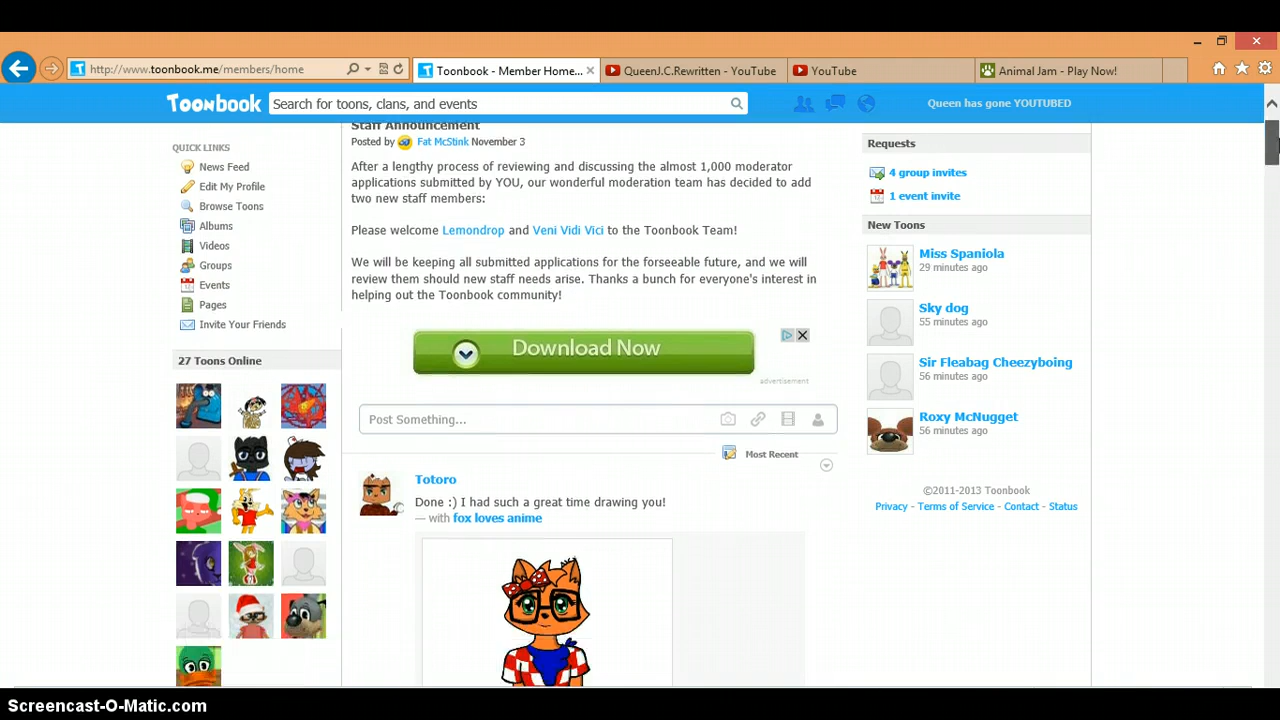 http://www.toonbook.me/members/home
Toonbook - Member Home...
QueenJ.C.Rewritten - YouTube
YouTube
Animal Jam - Play Now!
Toonbook
Search for toons, clans, and events
Queen has gone YOUTUBED
QUICK LINKS
News Feed
Edit My Profile
Browse Toons
Albums
Videos
Groups
Events
Pages
Invite Your Friends
27 Toons Online
Staff Announcement
Posted by Fat McStink November 3
After a lengthy process of reviewing and discussing the almost 1,000 moderator
applications submitted by YOU, our wonderful moderation team has decided to add
two new staff members:
Please welcome Lemondrop and Veni Vidi Vici to the Toonbook Team!
We will be keeping all submitted applications for the forseeable future, and we will
review them should new staff needs arise. Thanks a bunch for everyone's interest in
helping out the Toonbook community!
Download Now
advertisement
Post Something...
Most Recent
Totoro
Done :) I had such a great time drawing you!
— with fox loves anime
Requests
4 group invites
1 event invite
New Toons
Miss Spaniola
29 minutes ago
Sky dog
55 minutes ago
Sir Fleabag Cheezyboing
56 minutes ago
Roxy McNugget
56 minutes ago
©2011-2013 Toonbook
Privacy - Terms of Service - Contact - Status
Screencast-O-Matic.com